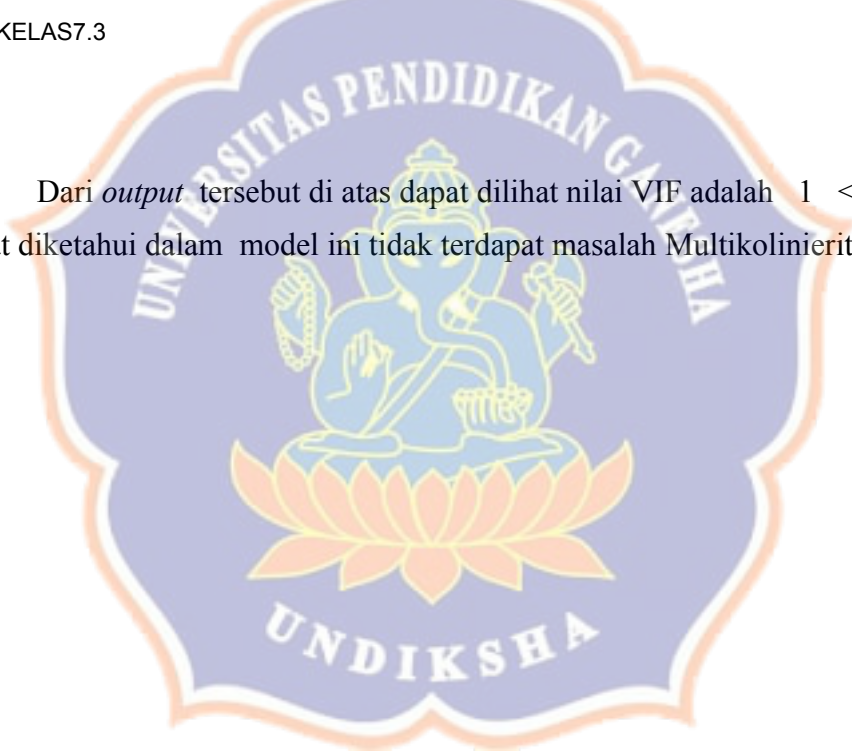 KELAS7.3
UNIVERSITAS PENDIDIKAN GANESHA
Dari output tersebut di atas dapat dilihat nilai VIF adalah 1 <
diketahui dalam model ini tidak terdapat masalah
UNDIKSHA